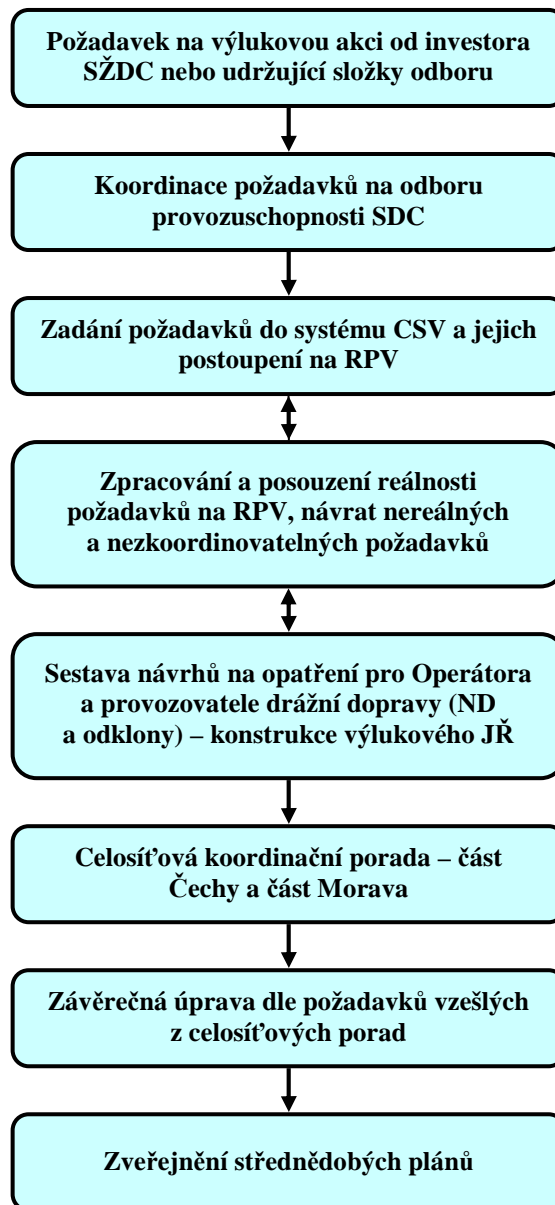 Požadavek na výlukovou akci od investora
SŽDC nebo udržující složky odboru
Koordinace požadavků na odboru
provozuschopnosti SDC
Zadání požadavků do systému CSV a jejich
postoupení na RPV
Zpracování a posouzení reálnosti
požadavků na RPV, návrat nereálných
a nezkoordinovatelných požadavků
Sestava návrhů na opatření pro Operátora
a provozovatele drážní dopravy (ND
a odklony) – konstrukce výlukového JŘ
Celosíťová koordinační porada – část
Čechy a část Morava
Závěrečná úprava dle požadavků vzešlých
z celosíťových porad
Zveřejnění střednědobých plánů